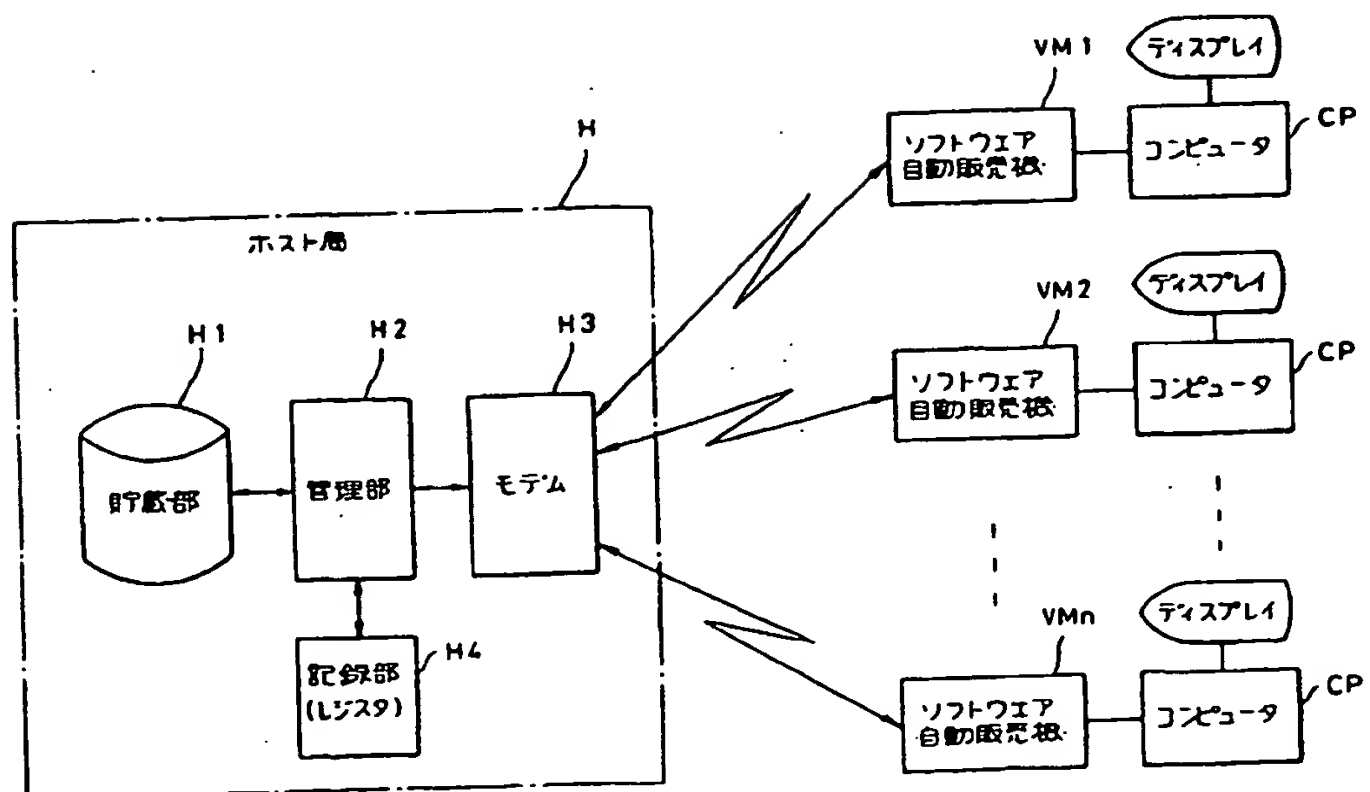 H
ホスト局
H1
H2
H3
貯蔵部
管理部
モデム
H4
記録部
(レジスタ)
VM1
ディスプレイ
CP
ソフトウェア
自動販売機
コンピュータ
VM2
ディスプレイ
CP
ソフトウェア
自動販売機
コンピュータ
VMn
ディスプレイ
CP
ソフトウェア
自動販売機
コンピュータ